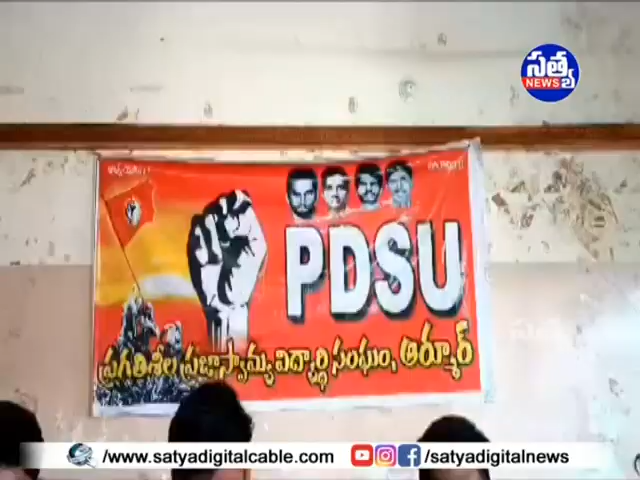 సత్య
NEWS
PDSU
ప్రగతిశీల ప్రజాస్వామ్య విద్యార్థి సంఘం, ఆర్మూర్
/www.satyadigitalcable.com
/satyadigitalnews